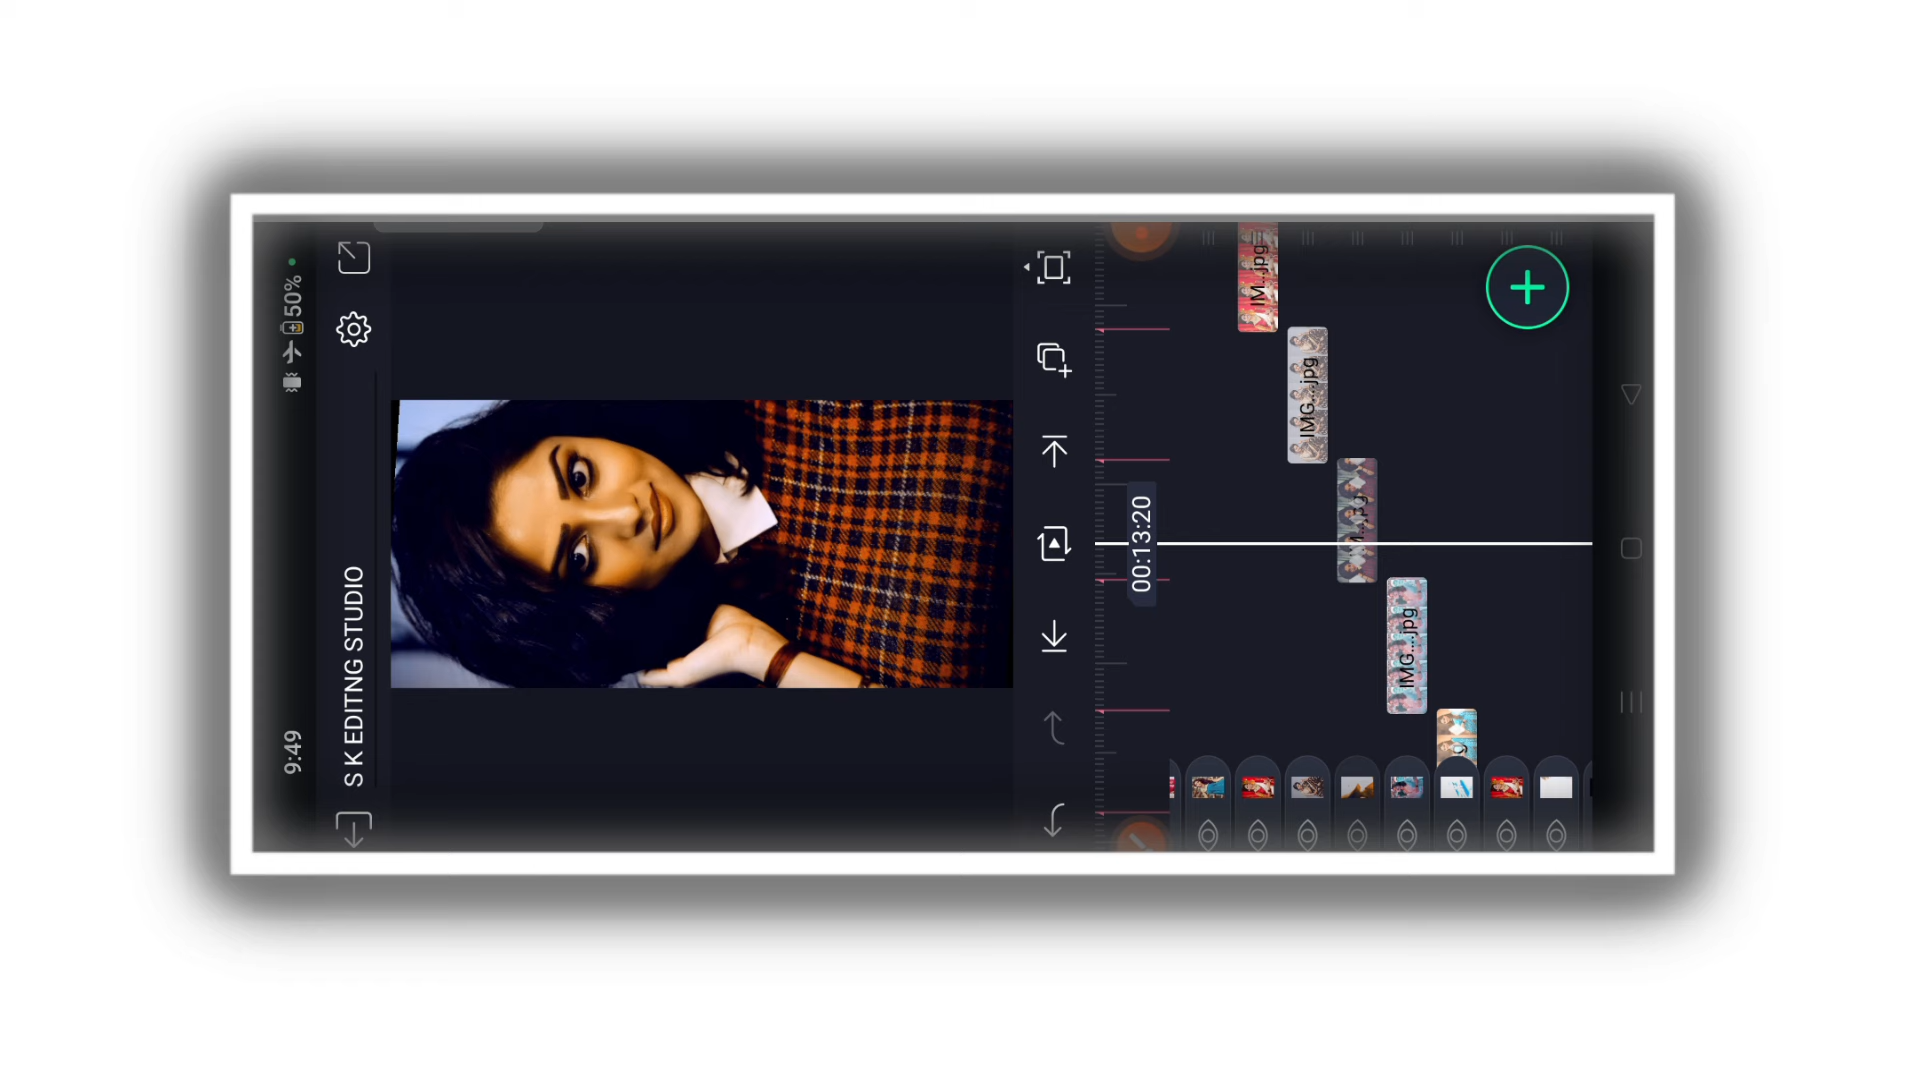 9:49
50%
S K EDITNG STUDIO
00:13:20
IM...jpg
IMG....jpg
IMG....jpg